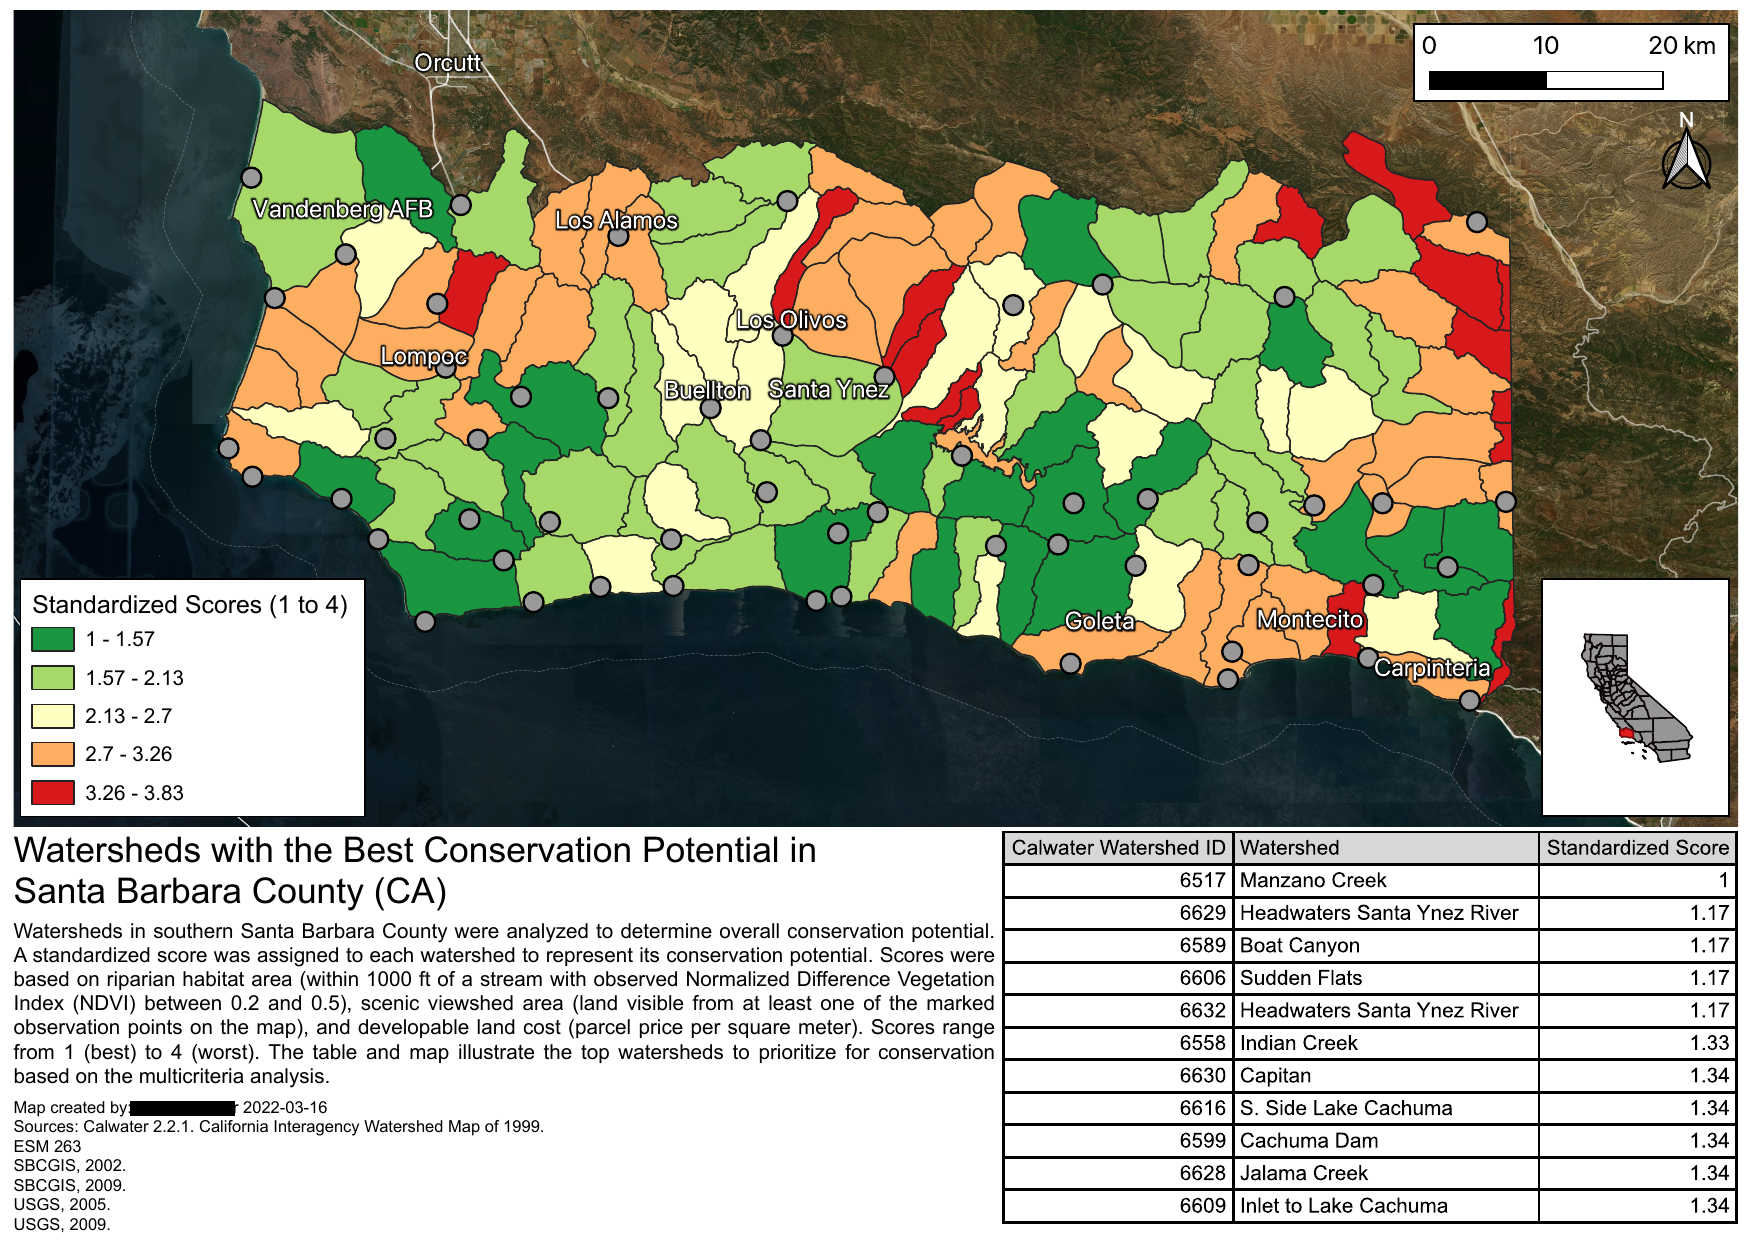 Orcutt
0 10 20 km
N
Vandenberg AFB
Los Alamos
Los Olivos
Lompoc
Buellton
Santa Ynez
Goleta
Montecito
Carpinteria
Standardized Scores (1 to 4)
1 - 1.57
1.57 - 2.13
2.13 - 2.7
2.7 - 3.26
3.26 - 3.83
Watersheds with the Best Conservation Potential in
Santa Barbara County (CA)
Watersheds in southern Santa Barbara County were analyzed to determine overall conservation potential.
A standardized score was assigned to each watershed to represent its conservation potential. Scores were
based on riparian habitat area (within 1000 ft of a stream with observed Normalized Difference Vegetation
Index (NDVI) between 0.2 and 0.5), scenic viewshed area (land visible from at least one of the marked
observation points on the map), and developable land cost (parcel price per square meter). Scores range
from 1 (best) to 4 (worst). The table and map illustrate the top watersheds to prioritize for conservation
based on the multicriteria analysis.
Map created by: 2022-03-16
Sources: Calwater 2.2.1. California Interagency Watershed Map of 1999.
ESM 263
SBCGIS, 2002.
SBCGIS, 2009.
USGS, 2005.
USGS, 2009.
Calwater Watershed ID Watershed Standardized Score
6517 Manzano Creek 1
6629 Headwaters Santa Ynez River 1.17
6589 Boat Canyon 1.17
6606 Sudden Flats 1.17
6632 Headwaters Santa Ynez River 1.17
6558 Indian Creek 1.33
6630 Capitan 1.34
6616 S. Side Lake Cachuma 1.34
6599 Cachuma Dam 1.34
6628 Jalama Creek 1.34
6609 Inlet to Lake Cachuma 1.34